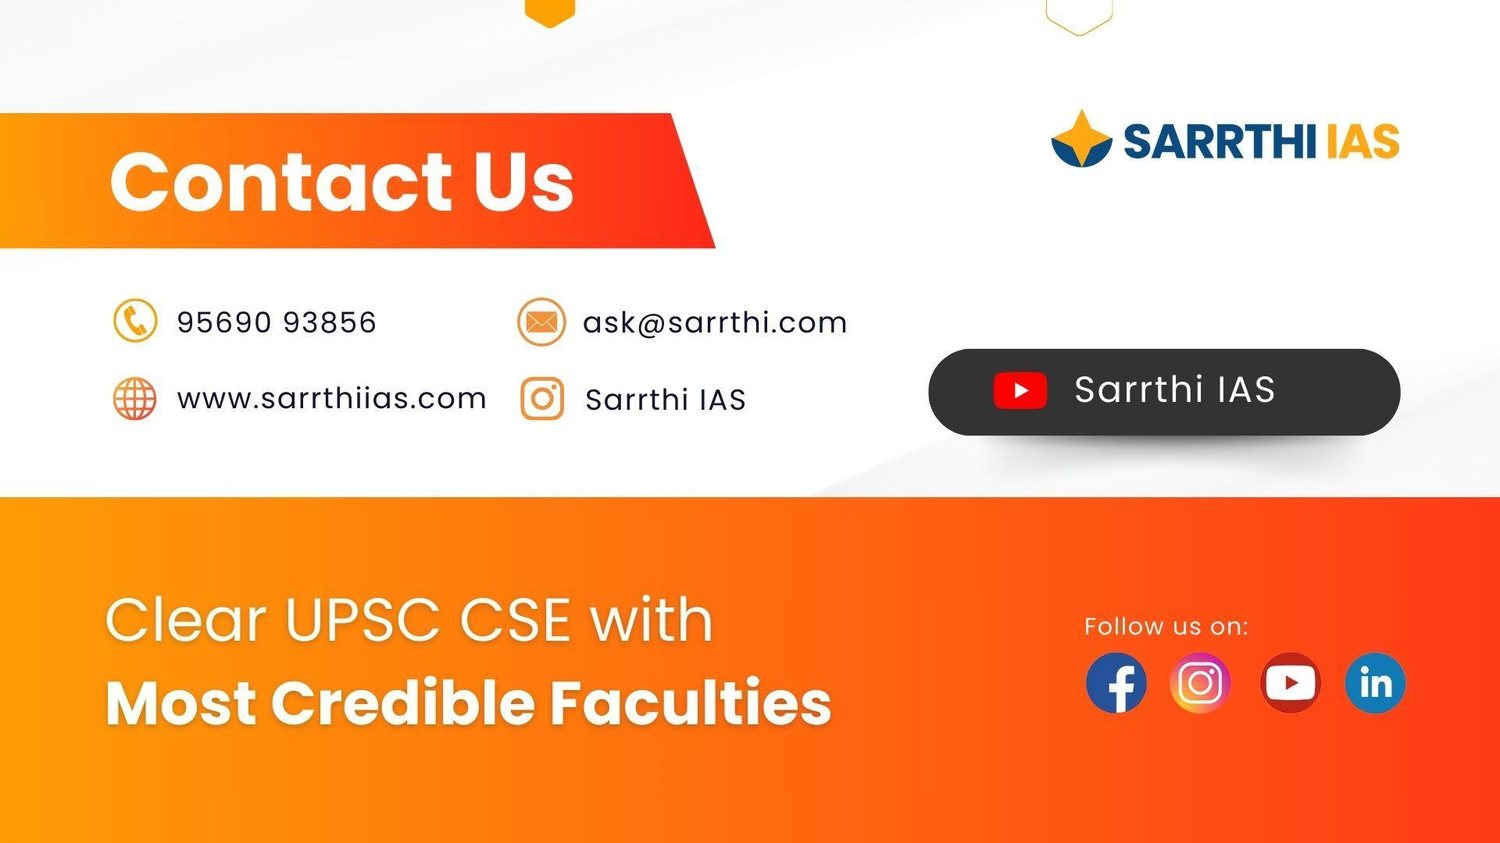 SARRTHI IAS
Contact Us
95690 93856
ask@sarrthi.com
www.sarrthiias.com
Sarrthi IAS
Sarrthi IAS
Clear UPSC CSE with
Most Credible Faculties
Follow us on: